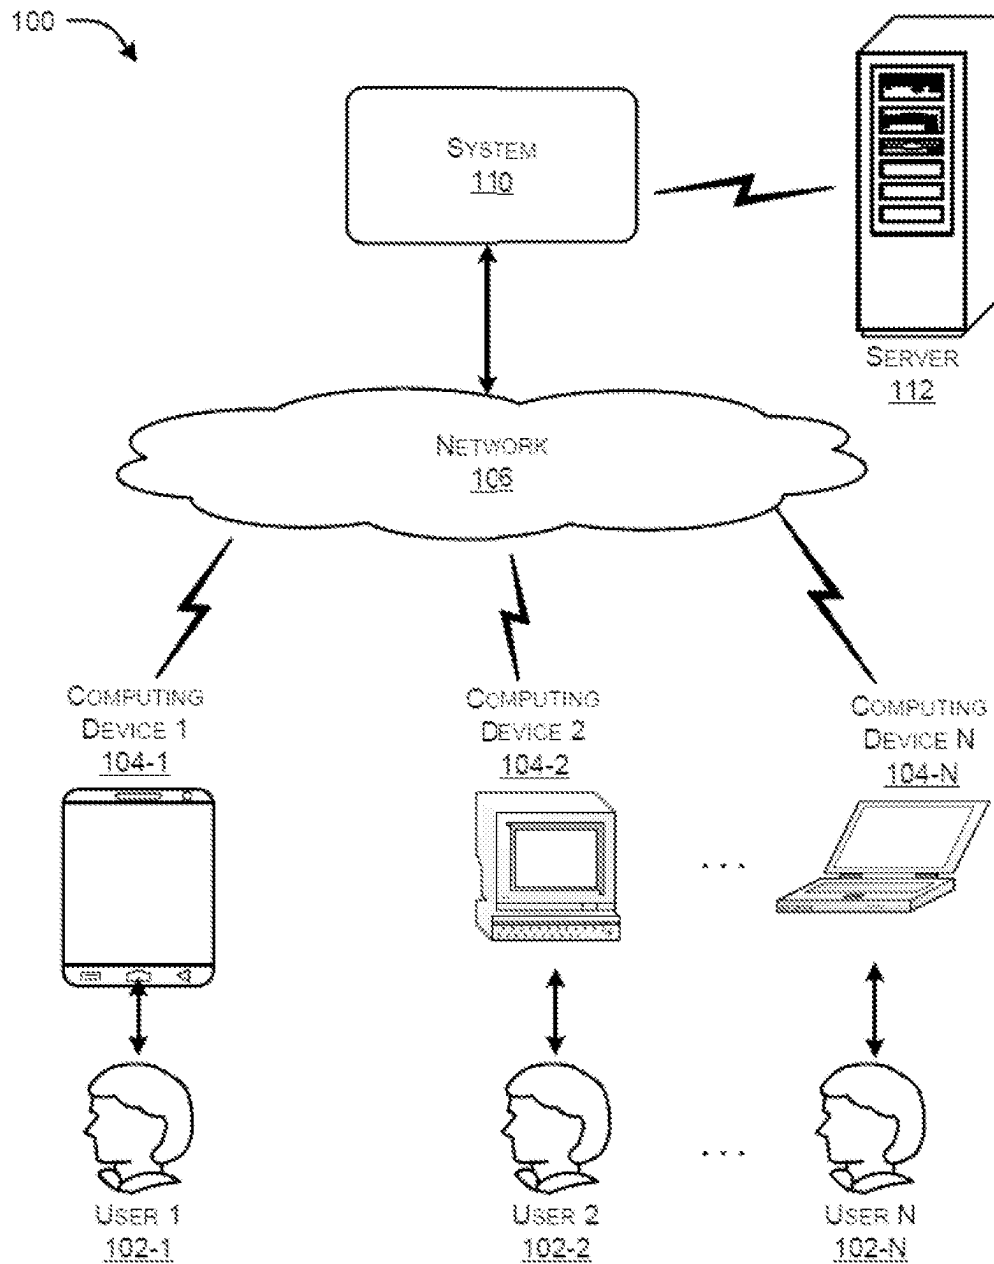 100
SYSTEM
110
SERVER
112
NETWORK
106
COMPUTING
DEVICE 1
104-1
COMPUTING
DEVICE 2
104-2
COMPUTING
DEVICE N
104-N
. . .
. . .
USER 1
102-1
USER 2
102-2
USER N
102-N